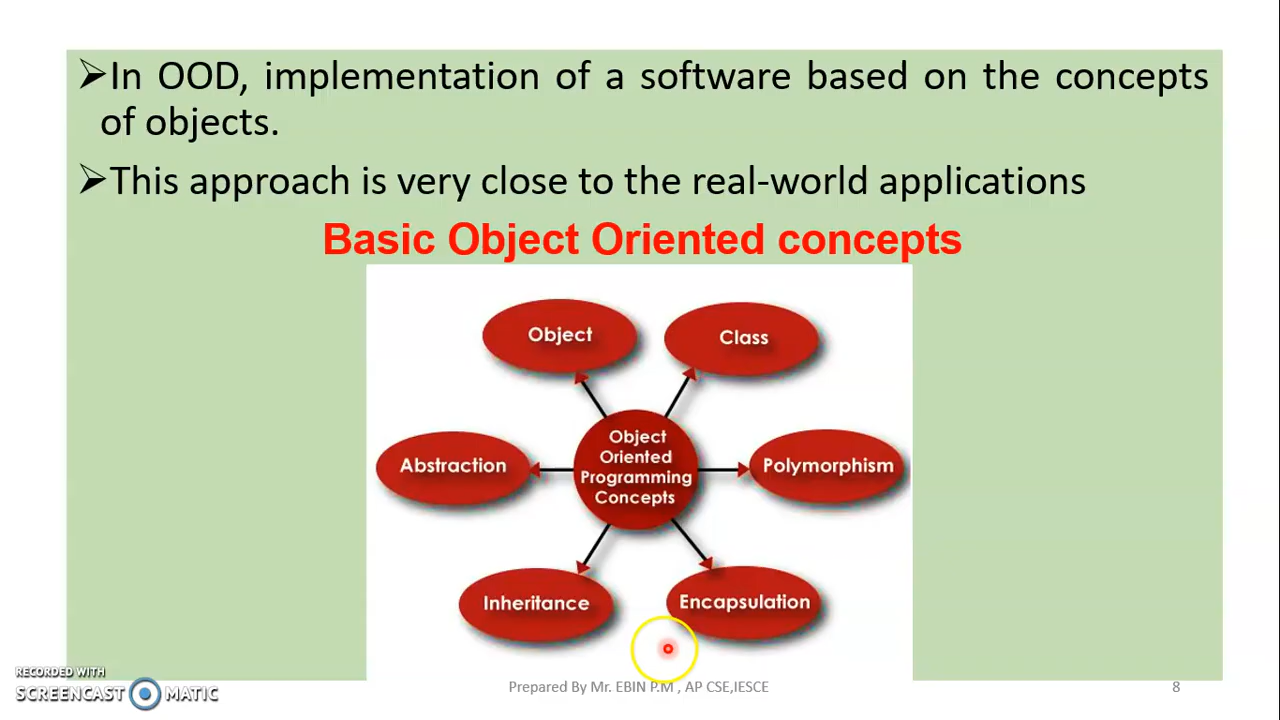 ➢In OOD, implementation of a software based on the concepts
of objects.
➢This approach is very close to the real-world applications
Basic Object Oriented concepts
Object
Class
Object
Oriented
Programming
Concepts
Abstraction
Polymorphism
Inheritance
Encapsulation
RECORDED WITH
SCREENCAST MATIC
Prepared By Mr. EBIN P.M , AP CSE,IESCE
8